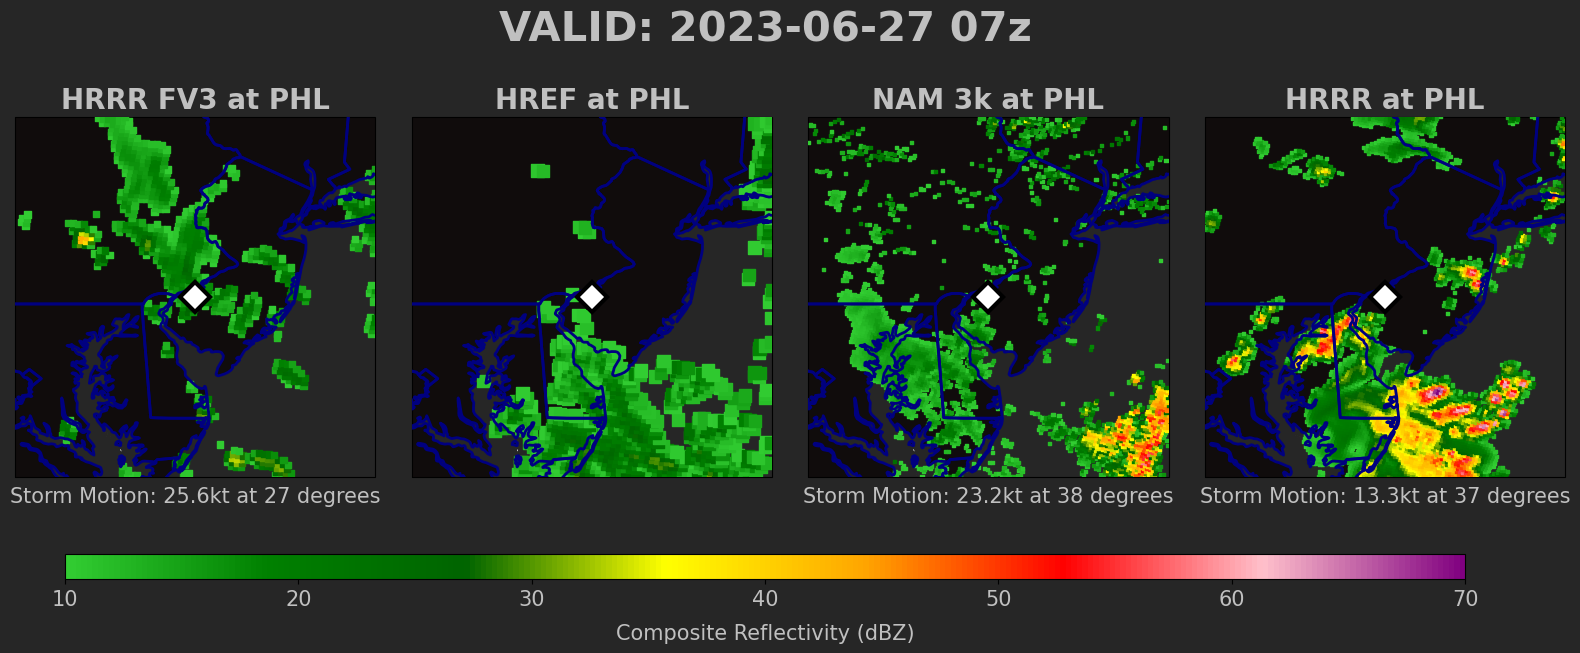 VALID: 2023-06-27 07z
HRRR FV3 at PHL
HREF at PHL
NAM 3k at PHL
HRRR at PHL
Storm Motion: 25.6kt at 27 degrees
Storm Motion: 23.2kt at 38 degrees
Storm Motion: 13.3kt at 37 degrees
10 20 30 40 50 60 70
Composite Reflectivity (dBZ)